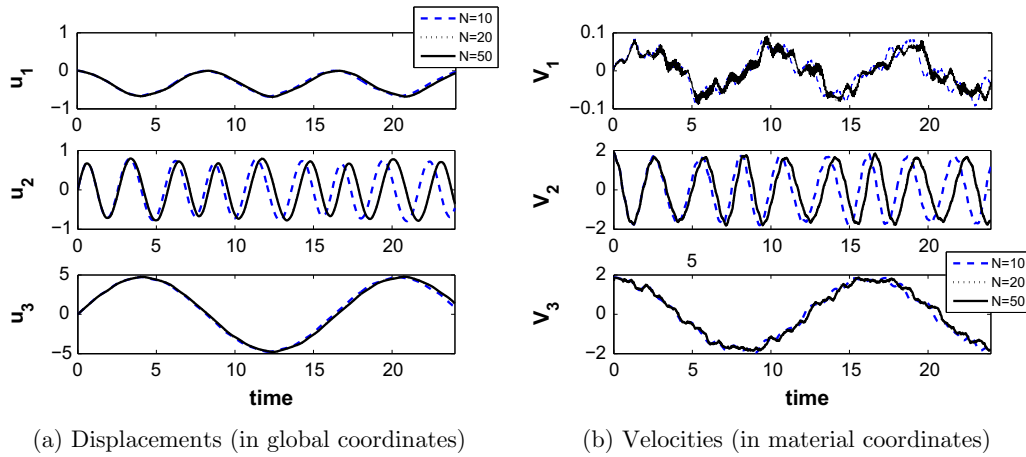 1
0
−1
u1
0 5 10 15 20
N=10
N=20
N=50
1
0
−1
u2
0 5 10 15 20
5
0
−5
u3
0 5 10 15 20
time
(a) Displacements (in global coordinates)
0.1
0
−0.1
V1
0 5 10 15 20
2
0
−2
V2
0 5 10 15 20
5
N=10
N=20
N=50
2
0
−2
V3
0 5 10 15 20
time
(b) Velocities (in material coordinates)